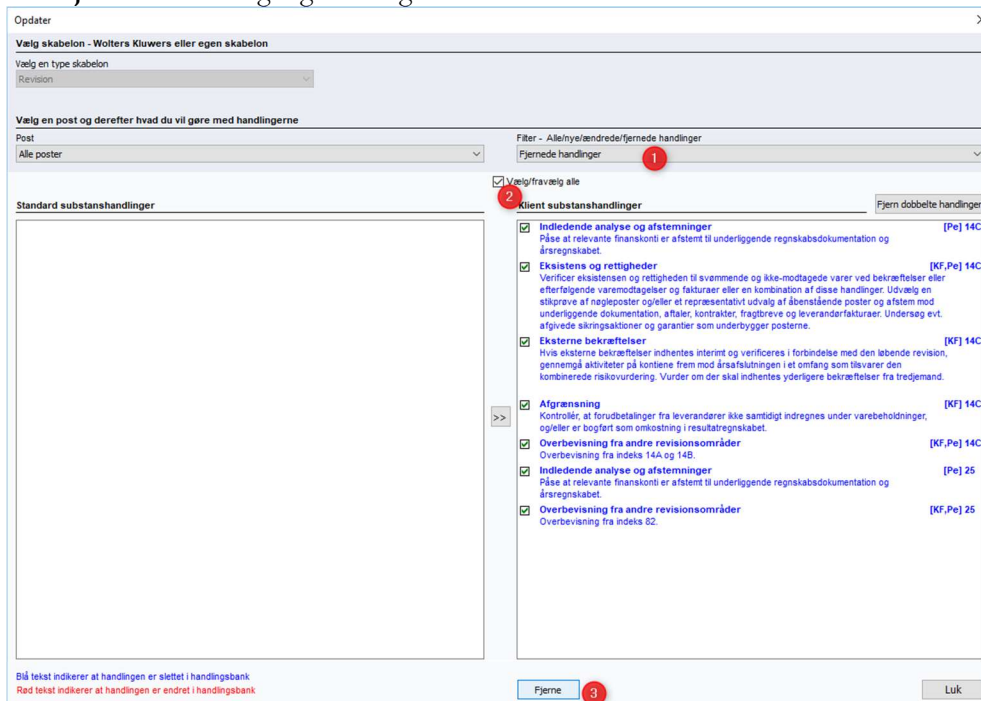 Opdater
Vælg skabelon - Wolters Kluwers eller egen skabelon
Vælg en type skabelon
Revision
Vælg en post og derefter hvad du vil gøre med handlingerne
Post
Filter - Alle/nye/ændrede/fjernede handlinger
Alle poster
Fjernede handlinger
1
Vælg/fravælg alle
2
Standard substanshandlinger
Klient substanshandlinger
Fjern dobbelte handlinger
Indledende analyse og afstemninger [Pe] 14C
Påse at relevante finanskonti er afstemt til underliggende regnskabsdokumentation og
årsregnskabet.
Eksistens og rettigheder [KF,Pe] 14C
Verificer eksistensen og rettigheden til svømmende og ikke-modtagede varer ved bekræftelser eller
efterfølgende varemodtagelser og fakturaer eller en kombination af disse handlinger. Udvælg en
stikprøve af nøgleposter og/eller et repræsentativt udvalg af åbenstående poster og afstem mod
underliggende dokumentation, aftaler, kontrakter, fragtbreve og leverandørfakturaer. Undersøg evt.
afgivede sikringsaktioner og garantier som underbygger posterne.
Eksterne bekræftelser [KF] 14C
Hvis eksterne bekræftelser indhentes interimt og verificeres i forbindelse med den løbende revision,
gennemgå aktiviteter på kontiene frem mod årsafslutningen i et omfang som tilsvarer den
kombinerede risikovurdering. Vurder om der skal indhentes yderligere bekræftelser fra tredjemand.
Afgrænsning [KF] 14C
Kontrollér, at forudbetalinger fra leverandører ikke samtidigt indregnes under varebeholdninger,
og/eller er bogført som omkostning i resultatregnskabet.
>>
Overbevisning fra andre revisionsområder [KF,Pe] 14C
Overbevisning fra indeks 14A og 14B.
Indledende analyse og afstemninger [Pe] 25
Påse at relevante finanskonti er afstemt til underliggende regnskabsdokumentation og
årsregnskabet.
Overbevisning fra andre revisionsområder [KF,Pe] 25
Overbevisning fra indeks 82.
Blå tekst indikerer at handlingen er slettet i handlingsbank
Rød tekst indikerer at handlingen er endret i handlingsbank
Fjerne
3
Luk